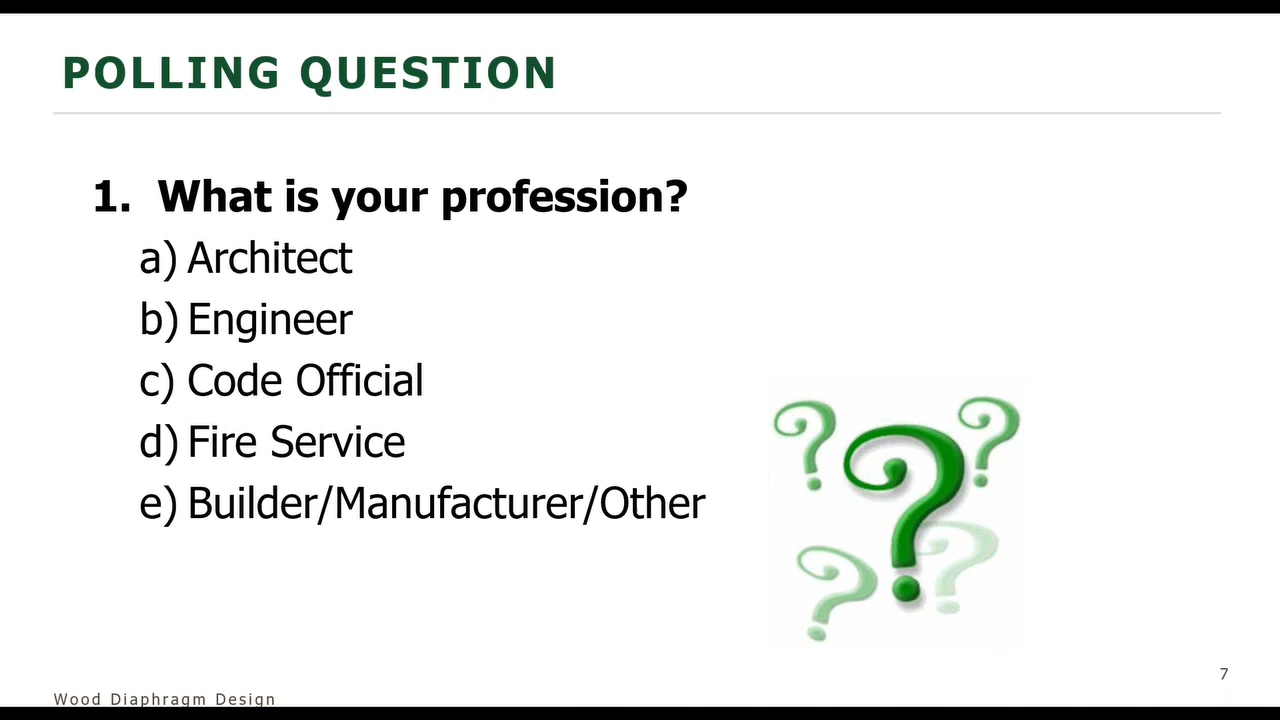 POLLING QUESTION
1. What is your profession?
a) Architect
b) Engineer
c) Code Official
d) Fire Service
e) Builder/Manufacturer/Other
7
Wood Diaphragm Design